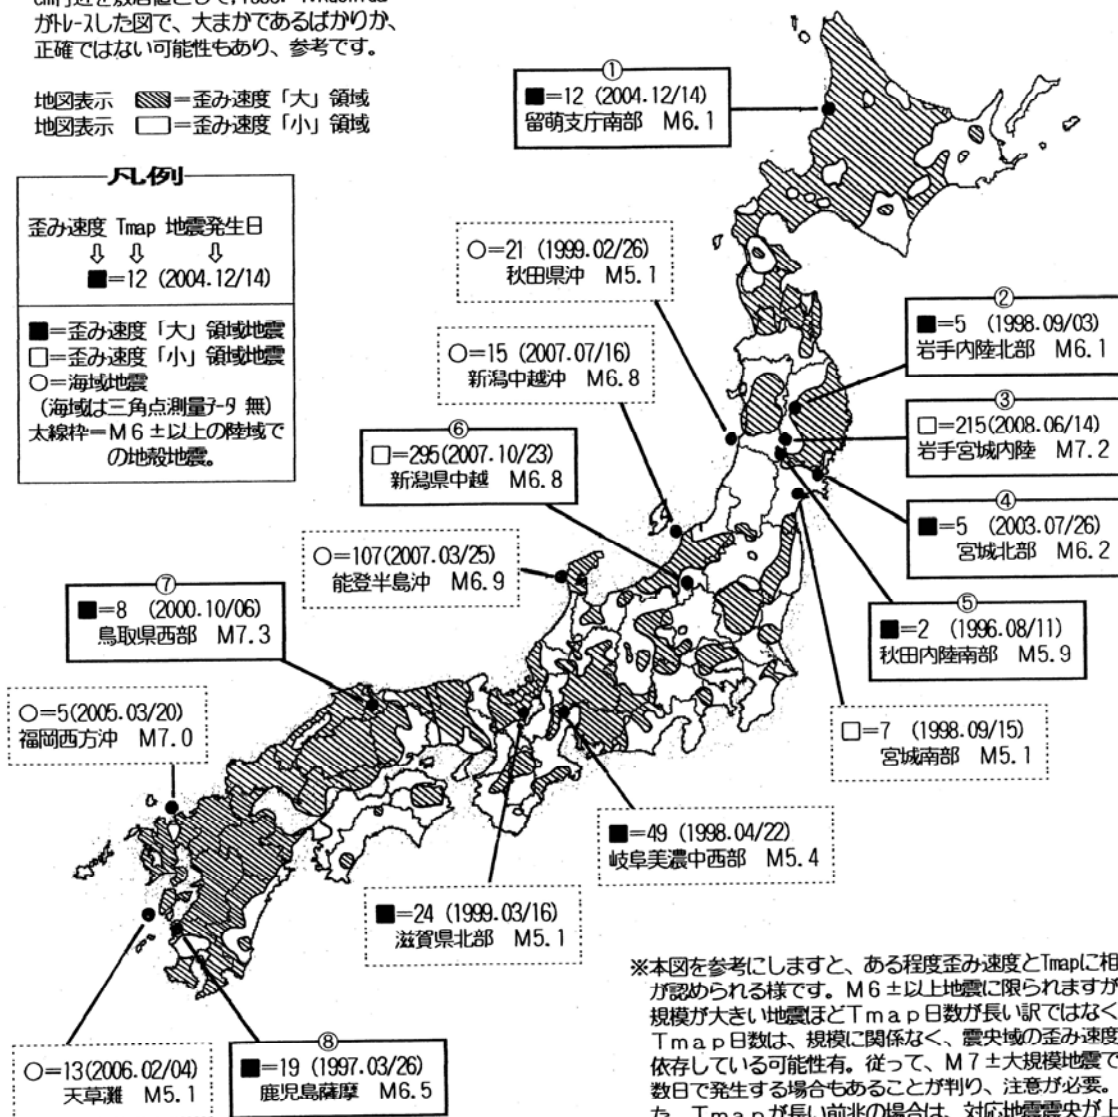 がトレースした図で、大まかであるばかりか、
正確ではない可能性もあり、参考です。
地図表示 =歪み速度「大」領域
地図表示 =歪み速度「小」領域
凡例
歪み速度 Tmap 地震発生日
⇩ ⇩ ⇩
■=12 (2004.12/14)
■=歪み速度「大」領域地震
□=歪み速度「小」領域地震
○=海域地震
(海域は三角点測量データ 無)
太線枠=M6±以上の陸域で
の地殻地震。
①
■=12 (2004.12/14)
留萌支庁南部 M6.1
○=21 (1999.02/26)
秋田県沖 M5.1
②
■=5 (1998.09/03)
岩手内陸北部 M6.1
○=15 (2007.07/16)
新潟中越沖 M6.8
③
□=215(2008.06/14)
岩手宮城内陸 M7.2
⑥
□=295(2007.10/23)
新潟県中越 M6.8
④
■=5 (2003.07/26)
宮城北部 M6.2
○=107(2007.03/25)
能登半島沖 M6.9
⑤
■=2 (1996.08/11)
秋田内陸南部 M5.9
⑦
■=8 (2000.10/06)
鳥取県西部 M7.3
○=5(2005.03/20)
福岡西方沖 M7.0
□=7 (1998.09/15)
宮城南部 M5.1
■=49 (1998.04/22)
岐阜美濃中西部 M5.4
■=24 (1999.03/16)
滋賀県北部 M5.1
○=13(2006.02/04)
天草灘 M5.1
⑧
■=19 (1997.03/26)
鹿児島薩摩 M6.5
※本図を参考にしますと、ある程度歪み速度とTmapに相
が認められる様です。M6±以上地震に限られますが
規模が大きい地震ほどTmap日数が長い訳ではなく
Tmap日数は、規模に関係なく、震央域の歪み速度
依存している可能性有。従って、M7±大規模地震で
数日で発生する場合もあることが判り、注意が必要。
た、Tmapが長い前兆の場合は、対応地震震央が